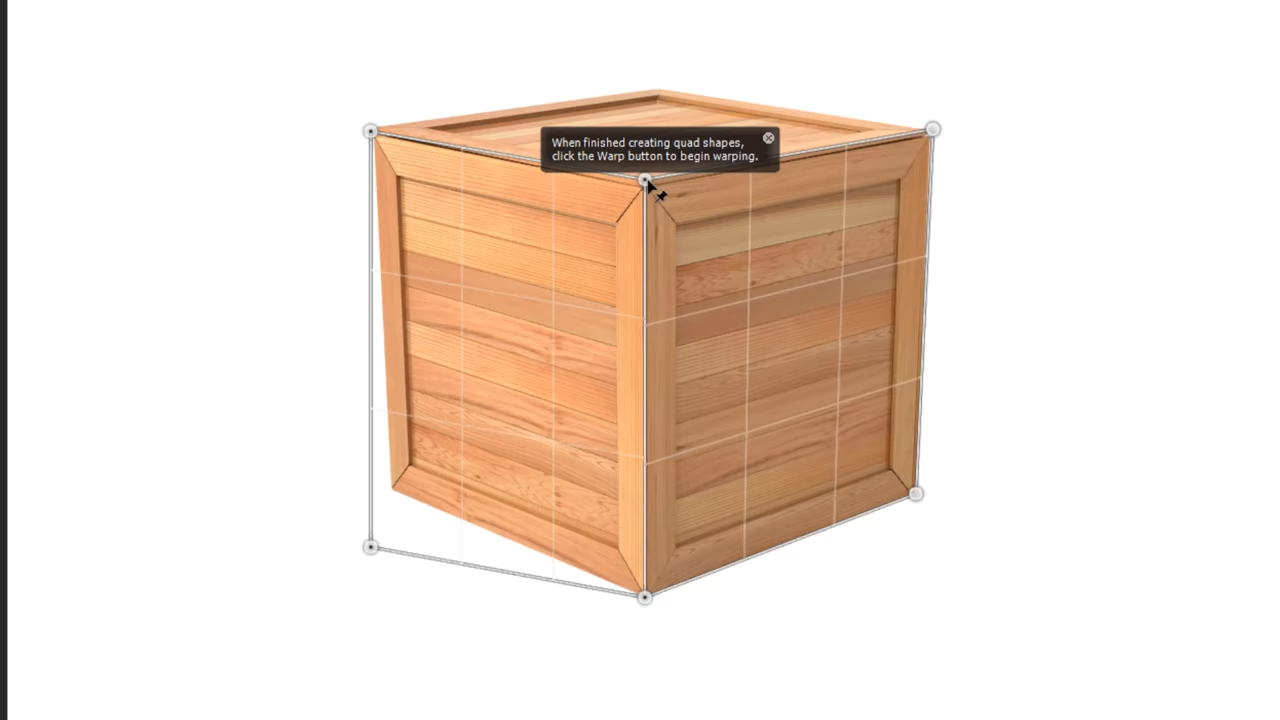 When finished creating quad shapes,
click the Warp button to begin warping.